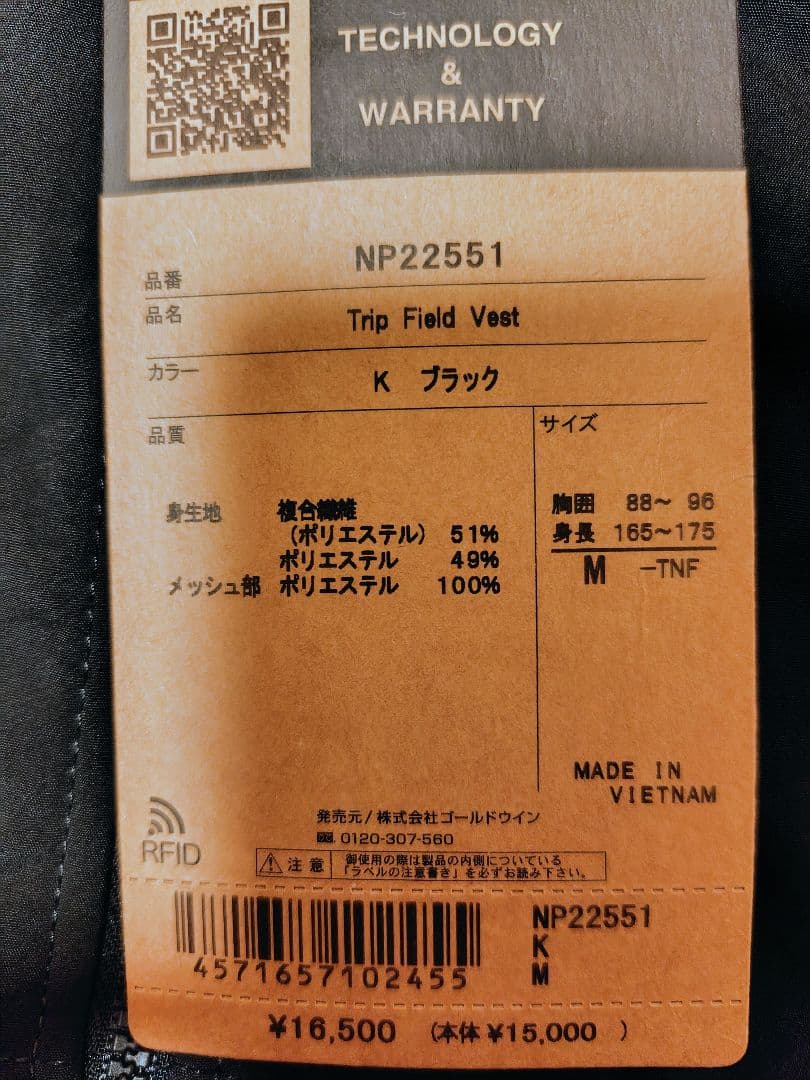 TECHNOLOGY
&
WARRANTY
品番 NP22551
品名 Trip Field Vest
カラー K ブラック
品質
身生地 複合繊維
(ポリエステル) 51%
ポリエステル 49%
メッシュ部 ポリエステル 100%
サイズ
胸囲 88～ 96
身長 165～175
M -TNF
MADE IN
VIETNAM
RFID
発売元/株式会社ゴールドウイン
0120-307-560
注意 御使用の際は製品の内側についている
「ラベルの注意書き」を必ずお読み下さい。
4571657102455
NP22551
K
M
¥16,500 (本体 ¥15,000 )